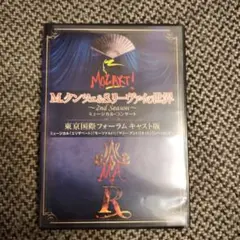 MOZART!
M.クンツェ&S.リーヴァイの世界
～2nd Season～
ミュージカル・コンサート
東京国際フォーラム キャスト版
R